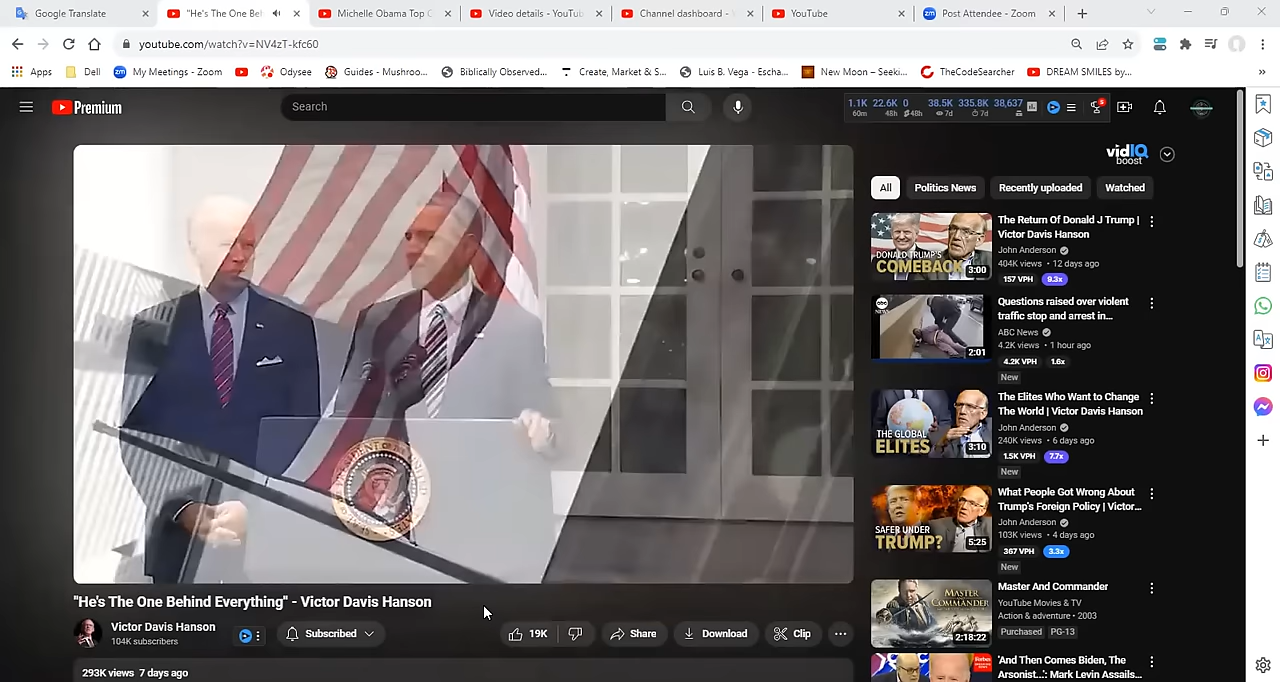 Google Translate
"He's The One Beh
Michelle Obama Top
Video details - YouTu
Channel dashboard -
YouTube
Post Attendee - Zoom
youtube.com/watch?v=NV4zT-kfc60
Apps
Dell
My Meetings - Zoom
Odysee
Guides - Mushroo...
Biblically Observed...
Create, Market & S...
Luis B. Vega - Escha...
New Moon – Seeki...
TheCodeSearcher
DREAM SMILES by...
»
Premium
Search
1.1K 22.6K 0 38.5K 335.8K 38,637
60m 48h 48h 7d 7d
vidIQ
boost
All
Politics News
Recently uploaded
Watched
The Return Of Donald J Trump |
Victor Davis Hanson
John Anderson
404K views • 12 days ago
157 VPH 9.3x
DONALD TRUMP'S
COMEBACK
3:00
Questions raised over violent
traffic stop and arrest in...
ABC News
4.2K views • 1 hour ago
4.2K VPH 1.6x
New
abc
NEWS
2:01
The Elites Who Want to Change
The World | Victor Davis Hanson
John Anderson
240K views • 6 days ago
1.5K VPH 7.7x
New
THE GLOBAL
ELITES
3:10
What People Got Wrong About
Trump's Foreign Policy | Victor...
John Anderson
103K views • 4 days ago
367 VPH 3.3x
New
SAFER UNDER
TRUMP?
5:25
Master And Commander
YouTube Movies & TV
Action & adventure • 2003
Purchased PG-13
MASTER
AND
COMMANDER
2:18:22
'And Then Comes Biden, The
Arsonist...': Mark Levin Assails...
Forbes
"He's The One Behind Everything" - Victor Davis Hanson
Victor Davis Hanson
104K subscribers
Subscribed
19K
Share
Download
Clip
293K views 7 days ago